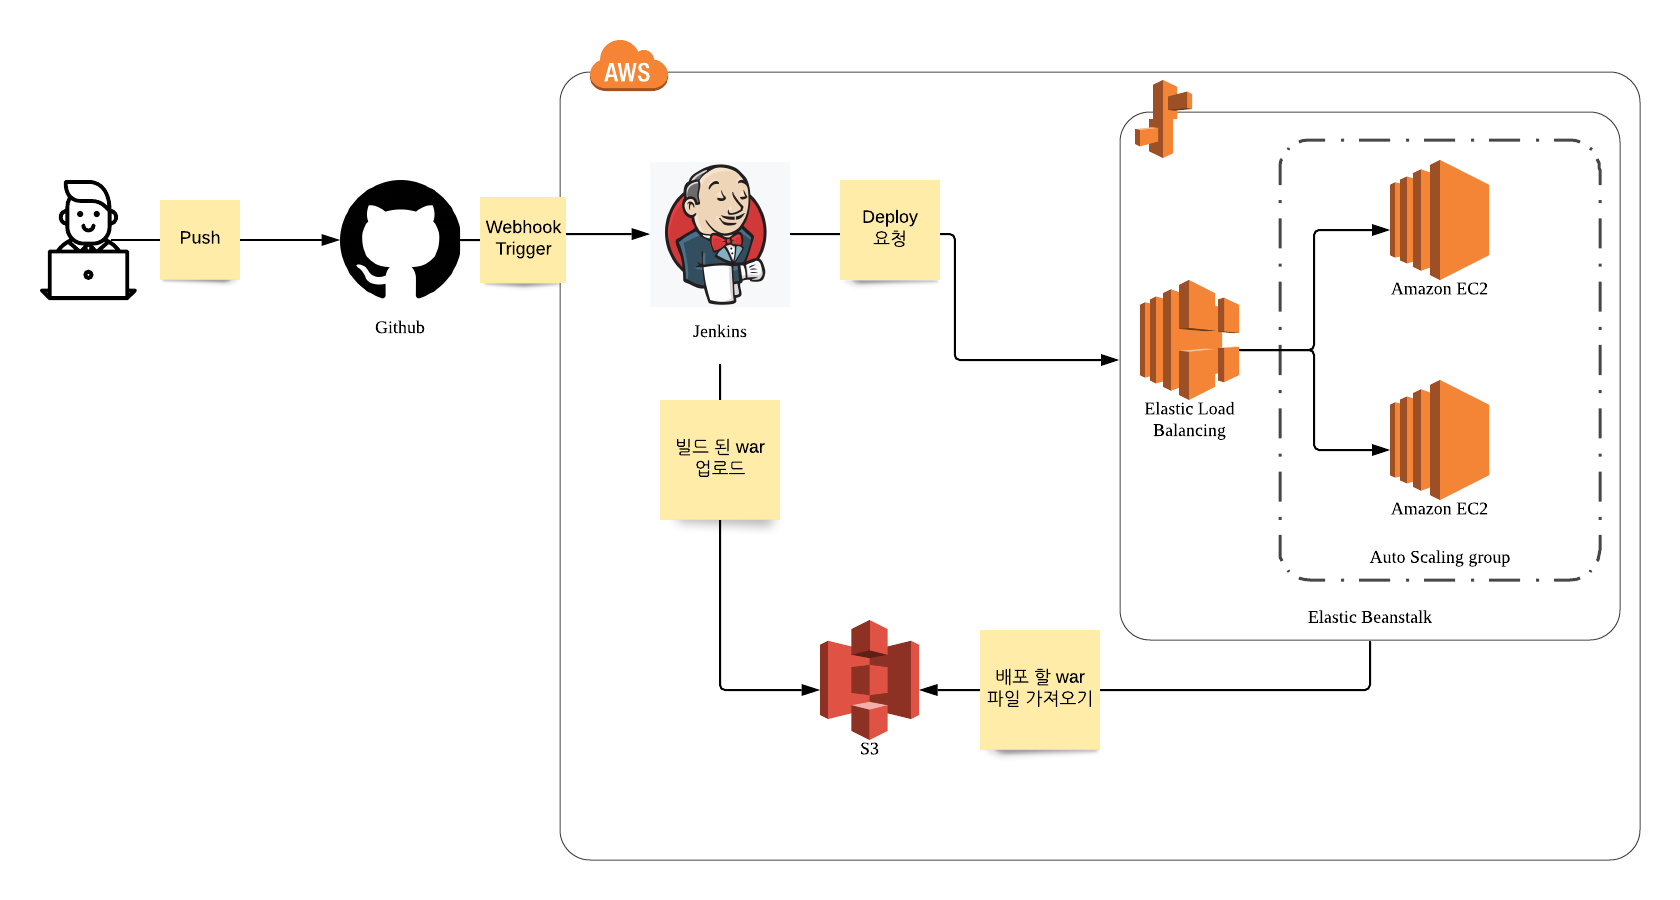 AWS
Push
Github
Webhook
Trigger
Jenkins
Deploy
요청
빌드 된 war
업로드
Elastic Load
Balancing
Amazon EC2
Amazon EC2
Auto Scaling group
Elastic Beanstalk
S3
배포 할 war
파일 가져오기